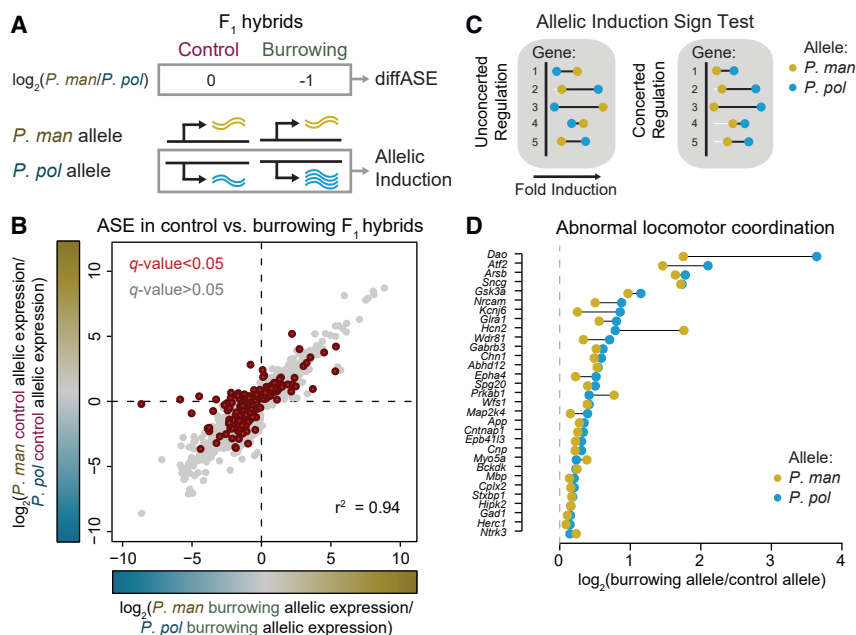 A
F1 hybrids
Control Burrowing
log2(P. man/P. pol) 0 -1 diffASE
P. man allele
P. pol allele
Allelic
Induction
B
ASE in control vs. burrowing F1 hybrids
q-value<0.05
q-value>0.05
r2 = 0.94
10
5
0
−5
−10
−10 −5 0 5 10
log2(P. man control allelic expression/
P. pol control allelic expression)
log2(P. man burrowing allelic expression/
P. pol burrowing allelic expression)
C
Allelic Induction Sign Test
Unconcerted
Regulation
Gene:
1
2
3
4
5
Fold Induction
Concerted
Regulation
Gene:
1
2
3
4
5
Allele:
P. man
P. pol
D
Abnormal locomotor coordination
Dao
Atf2
Arsb
Sncg
Gsk3a
Nrcam
Kcnj6
Glra1
Hcn2
Wdr81
Gabrb3
Chn1
Abhd12
Epha4
Spg20
Prkab1
Wfs1
Map2k4
App
Cntnap1
Epb41l3
Cnp
Myo5a
Bckdk
Mbp
Cplx2
Stxbp1
Hipk2
Gad1
Herc1
Ntrk3
Allele:
P. man
P. pol
0 1 2 3 4
log2(burrowing allele/control allele)